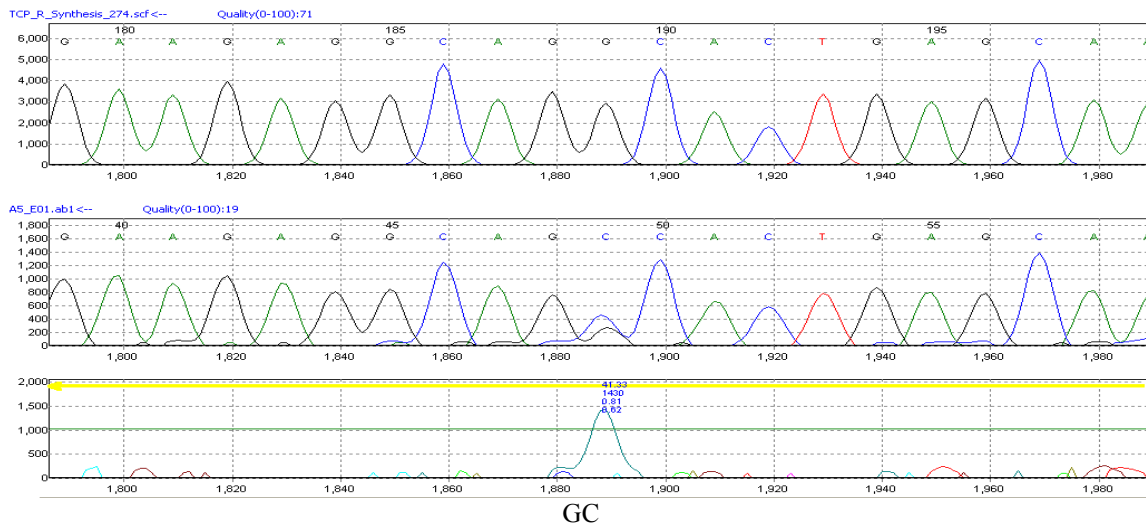 TCP_R_Synthesis_274.scf<-- Quality(0-100):71
180 185 190 195
G A A G A G G C A G G C A C T G A G C A A
6,000
5,000
4,000
3,000
2,000
1,000
0
1,800 1,820 1,840 1,860 1,880 1,900 1,920 1,940 1,960 1,980
A5_E01.ab1<-- Quality(0-100):19
40 45 50 55
G A A G A G G C A G C C A C T G A G C A A
1,800
1,600
1,400
1,200
1,000
800
600
400
200
0
1,800 1,820 1,840 1,860 1,880 1,900 1,920 1,940 1,960 1,980
2,000
1,500
1,000
500
0
41.33
1430
0.81
0.62
1,800 1,820 1,840 1,860 1,880 1,900 1,920 1,940 1,960 1,980
GC